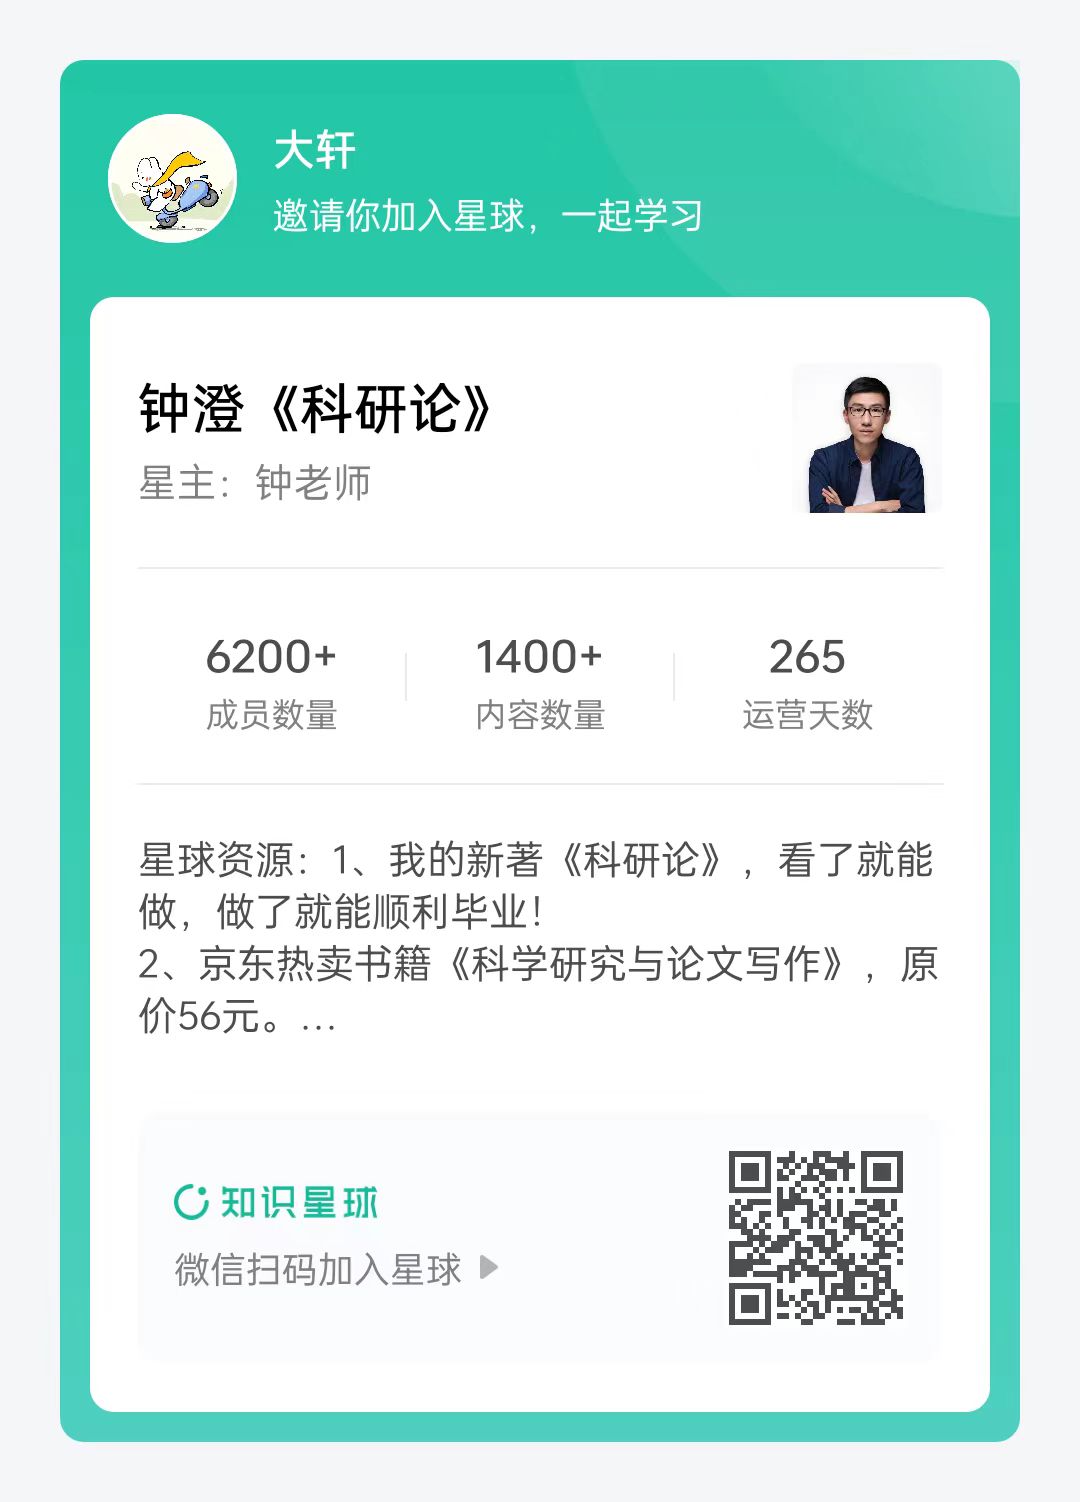 大轩
邀请你加入星球，一起学习
钟澄《科研论》
星主：钟老师
6200+
成员数量
1400+
内容数量
265
运营天数
星球资源：1、我的新著《科研论》，看了就能
做，做了就能顺利毕业！
2、京东热卖书籍《科学研究与论文写作》，原
价56元。...
知识星球
微信扫码加入星球